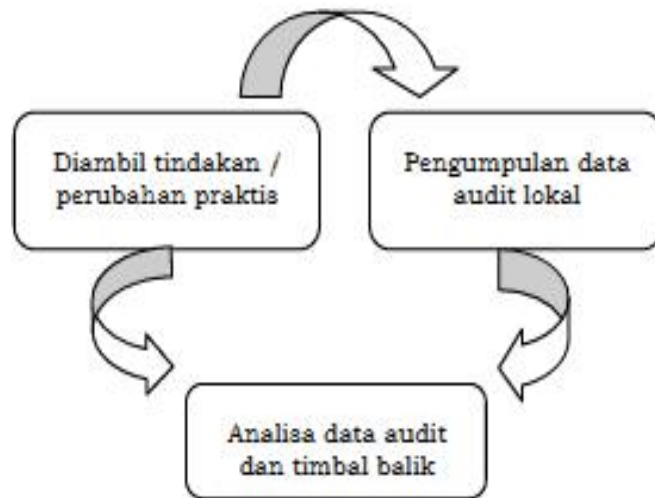 Diambil tindakan /
perubahan praktis
Pengumpulan data
audit lokal
Analisa data audit
dan timbal balik